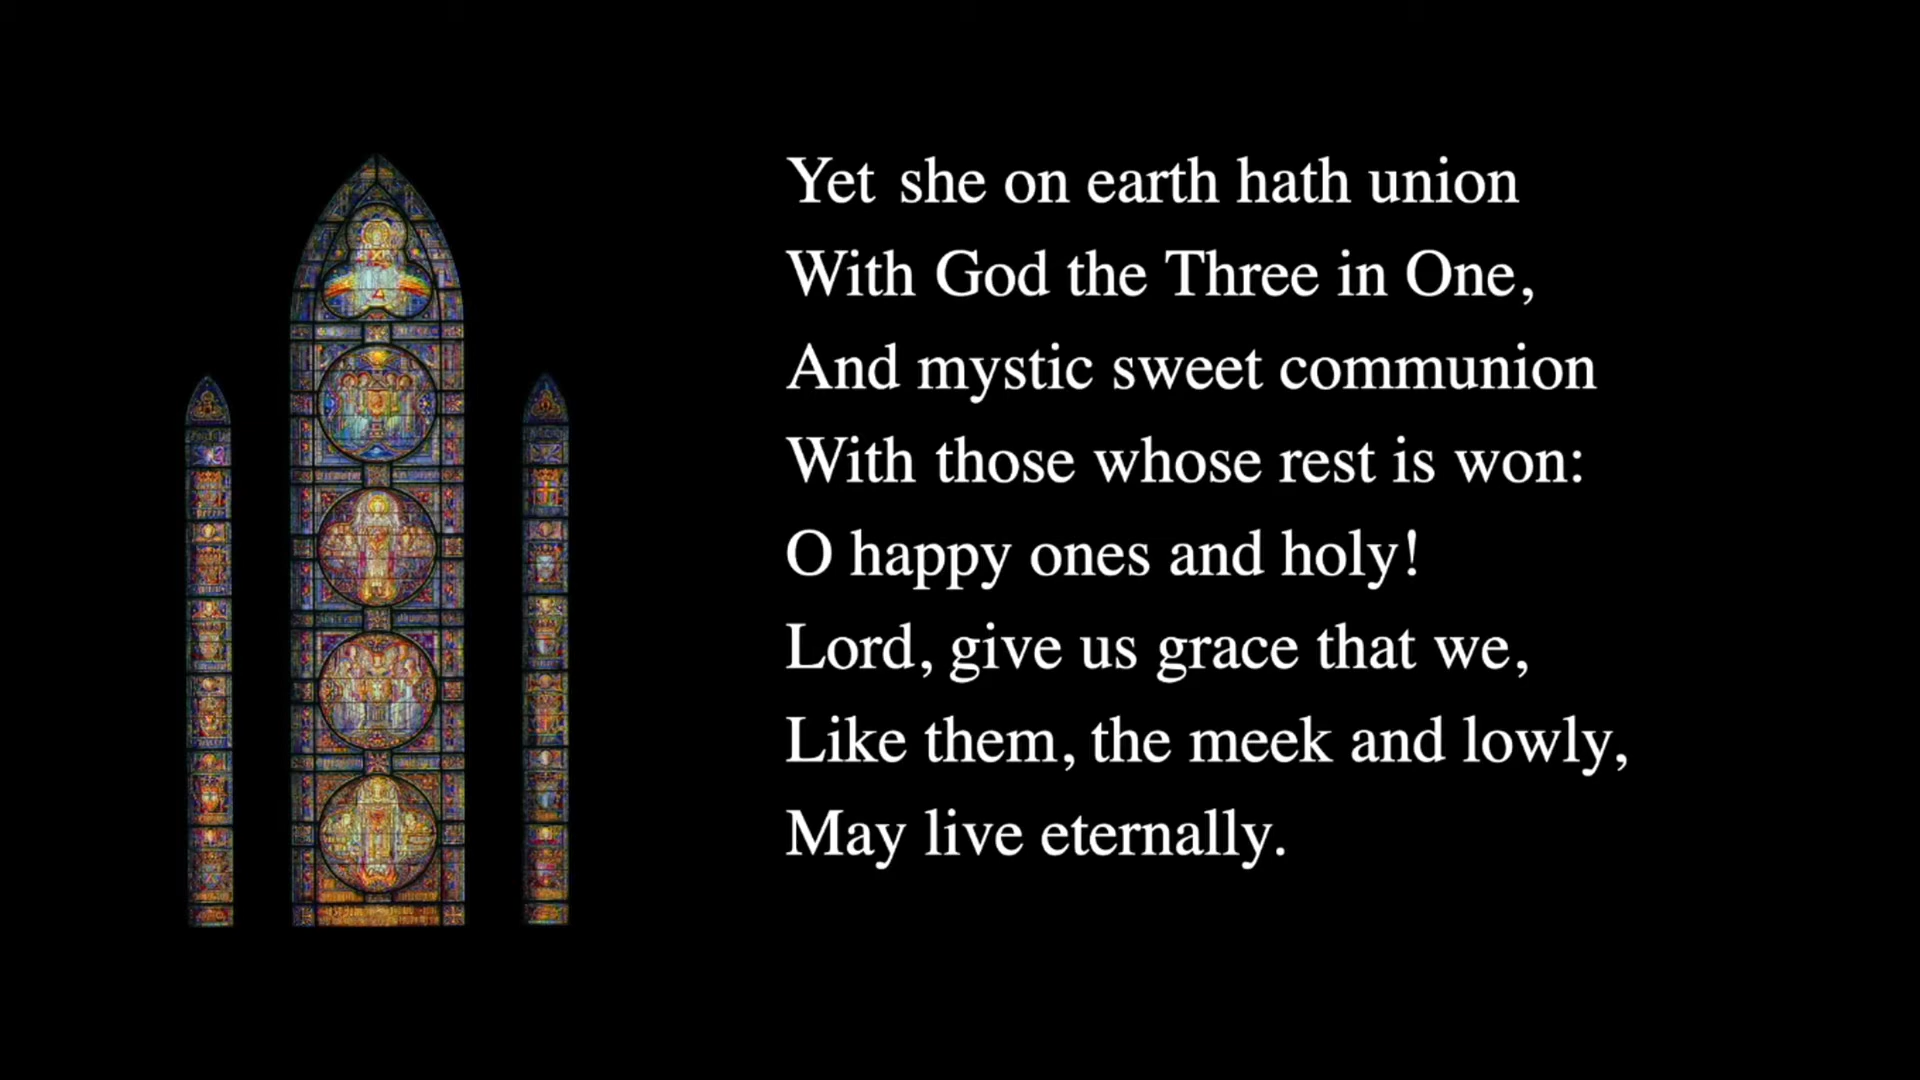 Yet she on earth hath union
With God the Three in One,
And mystic sweet communion
With those whose rest is won:
O happy ones and holy!
Lord, give us grace that we,
Like them, the meek and lowly,
May live eternally.